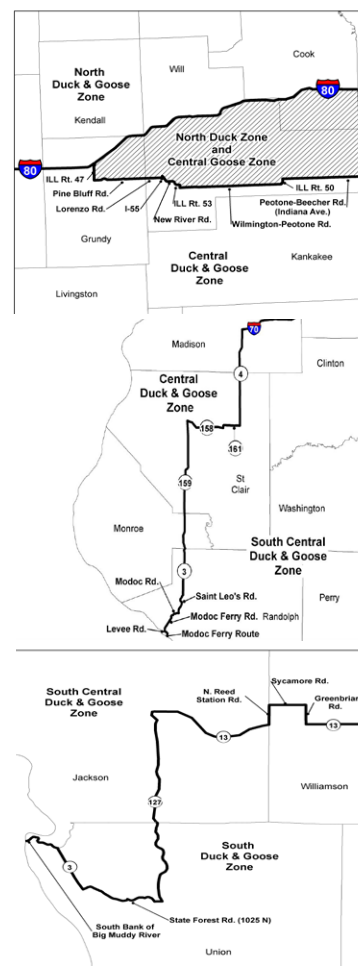 Cook
Will
North
Duck & Goose
Zone
80
Kendall
North Duck Zone
and
Central Goose Zone
80
ILL Rt. 47
ILL Rt. 50
Pine Bluff Rd.
Peotone-Beecher Rd.
(Indiana Ave.)
Lorenzo Rd.
I-55
ILL Rt. 53
New River Rd.
Wilmington-Peotone Rd.
Grundy
Kankakee
Central
Duck & Goose
Zone
Livingston
70
Madison
Clinton
4
Central
Duck & Goose
Zone
158
161
159
St
Clair
Washington
Monroe
South Central
Duck & Goose
Zone
3
Modoc Rd.
Saint Leo's Rd.
Perry
Modoc Ferry Rd.
Randolph
Levee Rd.
Modoc Ferry Route
Sycamore Rd.
South Central
Duck & Goose
Zone
N. Reed
Station Rd.
Greenbriar
Rd.
13
13
Jackson
Williamson
127
South
Duck & Goose
Zone
3
State Forest Rd. (1025 N)
South Bank of
Big Muddy River
Union